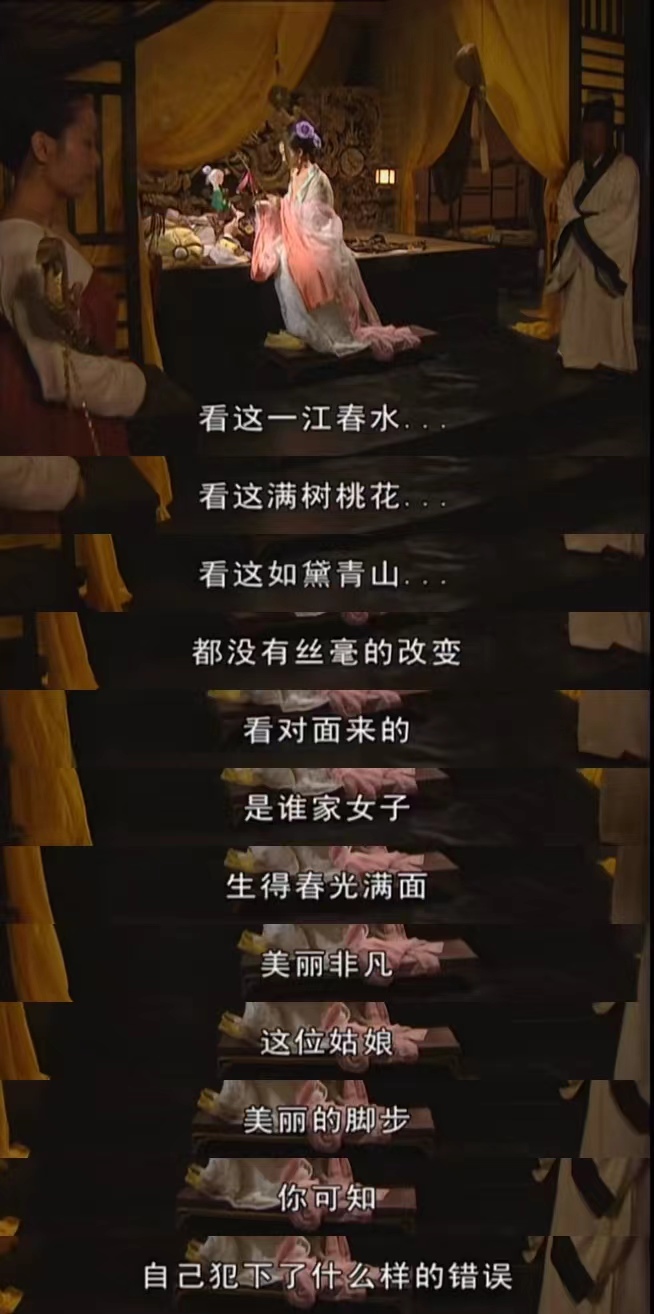 看这一江春水...
看这满树桃花...
看这如黛青山...
都没有丝毫的改变
看对面来的
是谁家女子
生得春光满面
美丽非凡
这位姑娘
美丽的脚步
你可知
自己犯下了什么样的错误